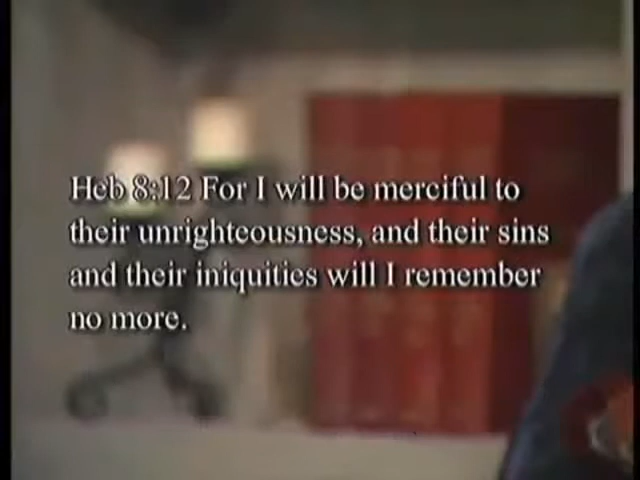 Heb 8:12 For I will be merciful to
their unrighteousness, and their sins
and their iniquities will I remember
no more.